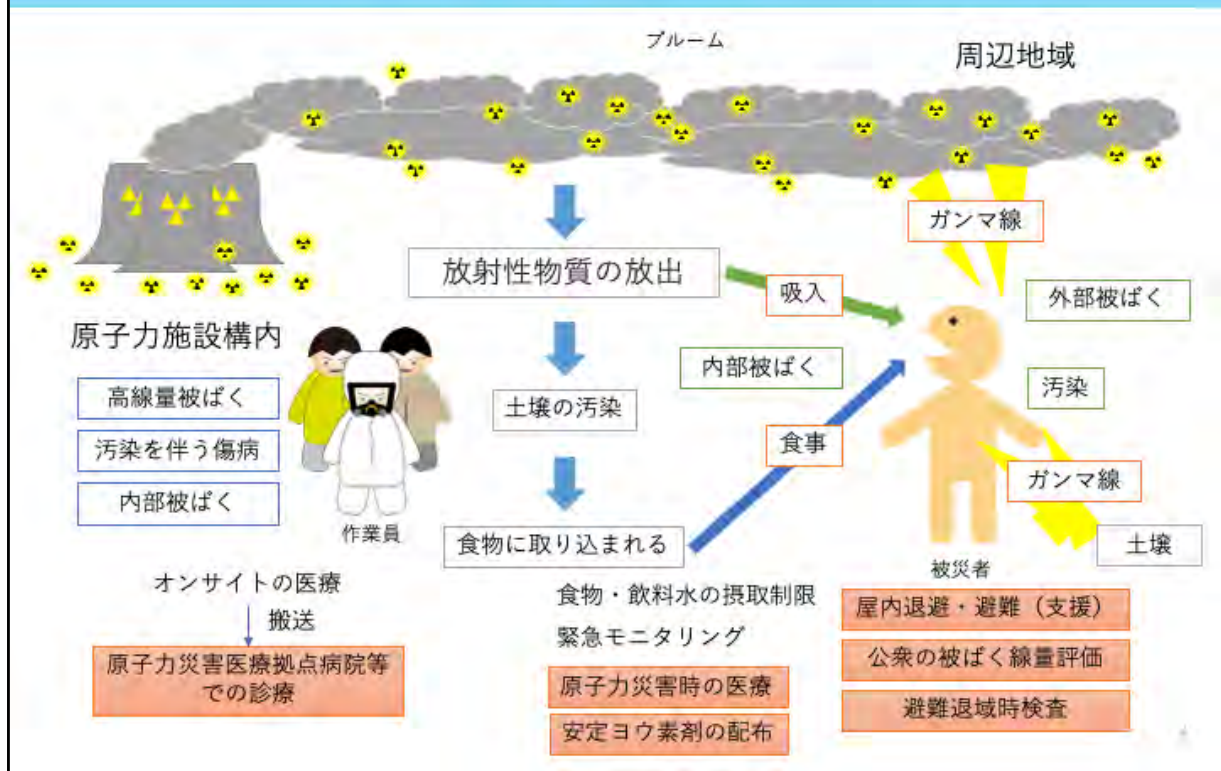 プルーム
周辺地域
ガンマ線
放射性物質の放出
吸入
外部被ばく
原子力施設構内
内部被ばく
高線量被ばく
土壌の汚染
汚染
汚染を伴う傷病
食事
ガンマ線
内部被ばく
作業員
食物に取り込まれる
土壌
被災者
オンサイトの医療
搬送
原子力災害医療拠点病院等
での診療
食物・飲料水の摂取制限
緊急モニタリング
原子力災害時の医療
安定ヨウ素剤の配布
屋内退避・避難（支援）
公衆の被ばく線量評価
避難退域時検査